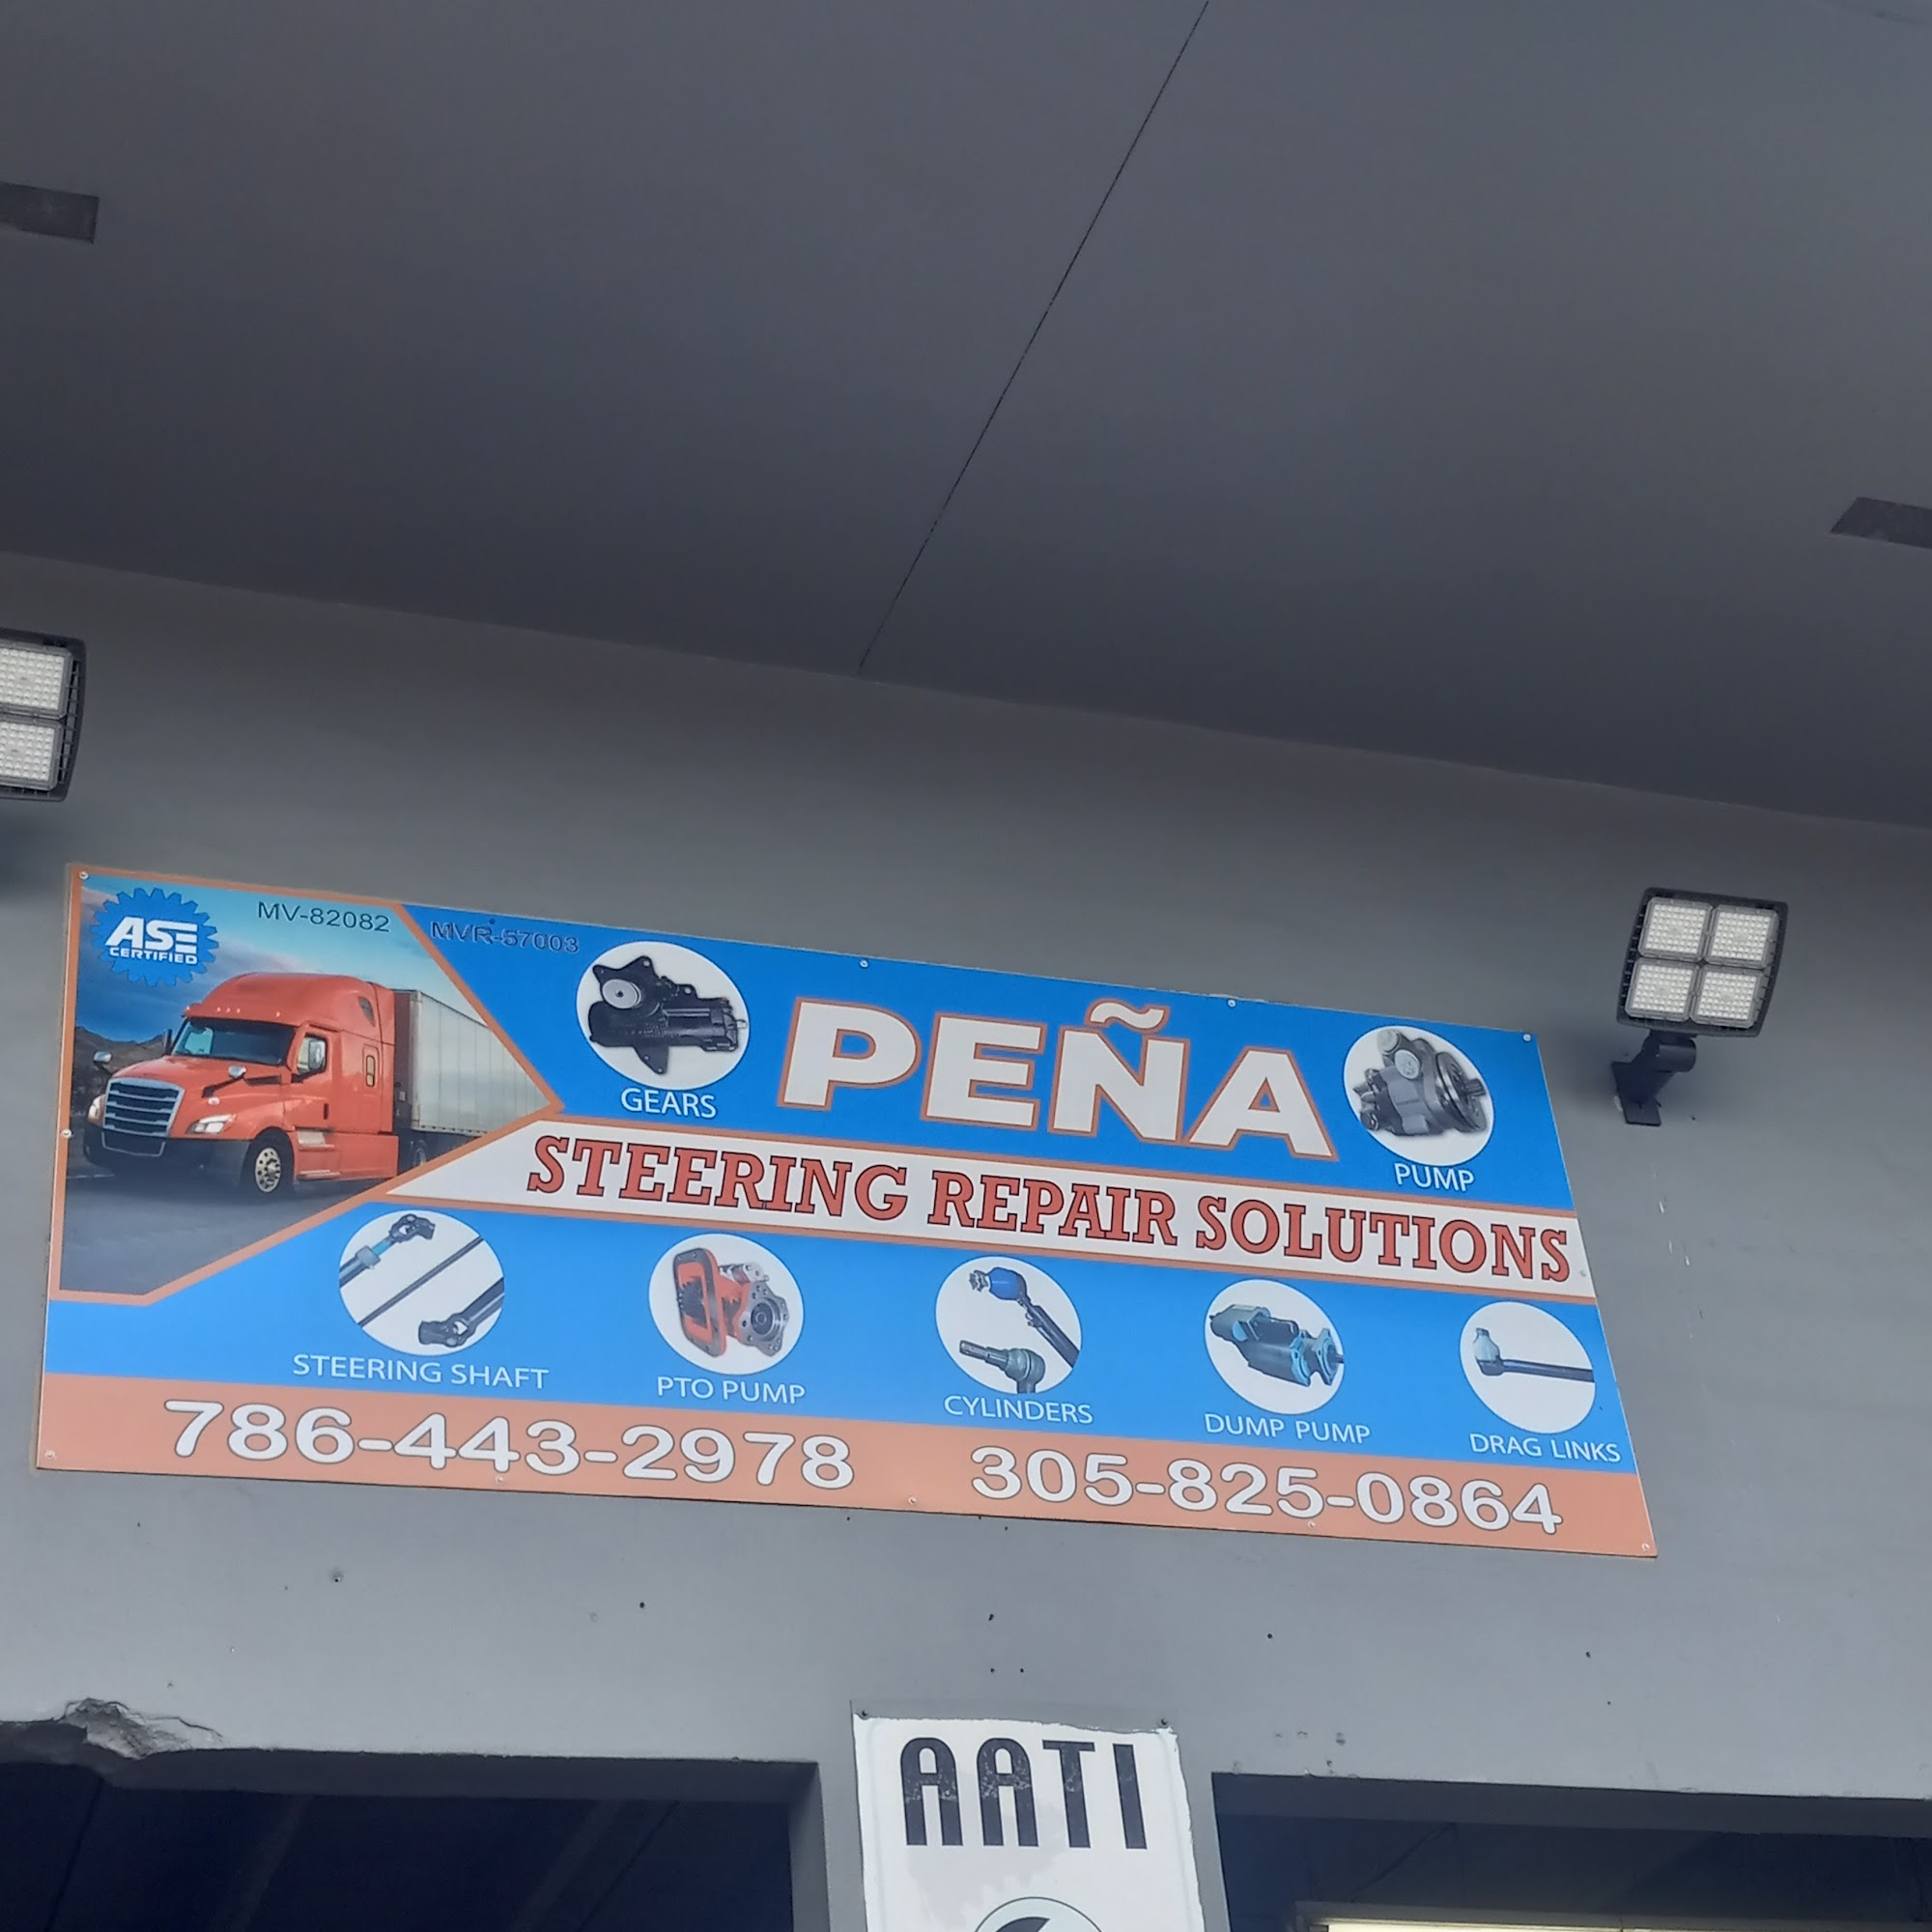 ASE
CERTIFIED
MV-82082
MVR-57003
GEARS
PEÑA
PUMP
STEERING REPAIR SOLUTIONS
STEERING SHAFT
PTO PUMP
CYLINDERS
DUMP PUMP
DRAG LINKS
786-443-2978 305-825-0864
AATI